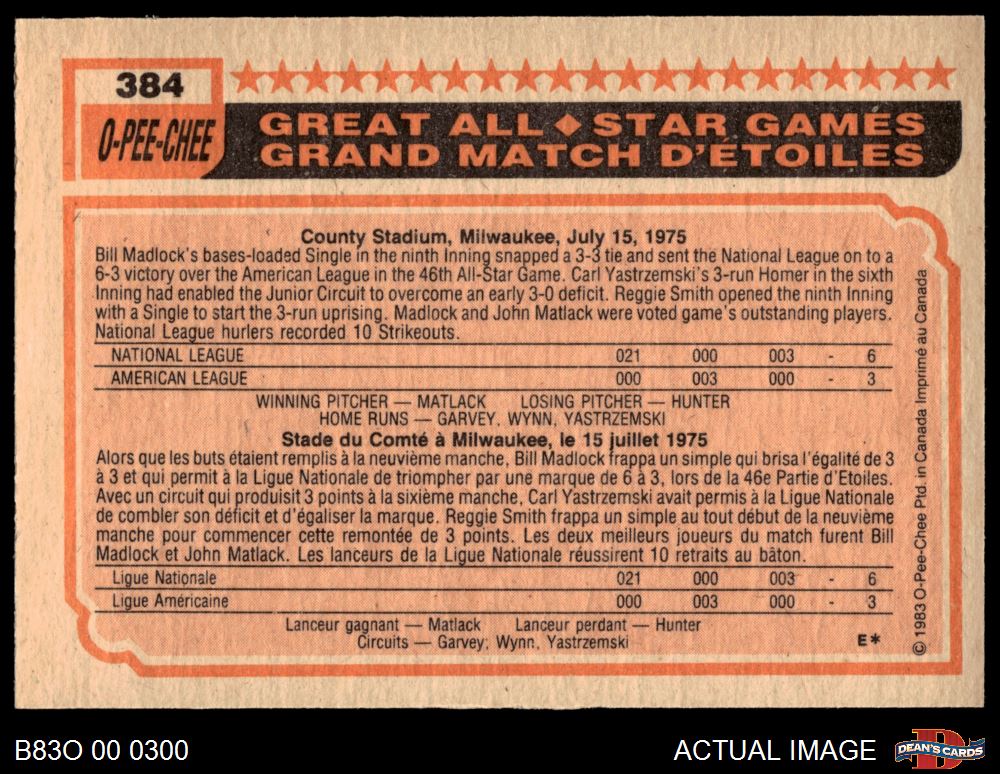 384
O-PEE-CHEE
GREAT ALL STAR GAMES
GRAND MATCH D'ÉTOILES
County Stadium, Milwaukee, July 15, 1975
Bill Madlock's bases-loaded Single in the ninth Inning snapped a 3-3 tie and sent the National League on to a
6-3 victory over the American League in the 46th All-Star Game. Carl Yastrzemski's 3-run Homer in the sixth
Inning had enabled the Junior Circuit to overcome an early 3-0 deficit. Reggie Smith opened the ninth Inning
with a Single to start the 3-run uprising. Madlock and John Matlack were voted game's outstanding players.
National League hurlers recorded 10 Strikeouts.
NATIONAL LEAGUE 021 000 003 - 6
AMERICAN LEAGUE 000 003 000 - 3
WINNING PITCHER — MATLACK LOSING PITCHER — HUNTER
HOME RUNS — GARVEY, WYNN, YASTRZEMSKI
Stade du Comté à Milwaukee, le 15 juillet 1975
Alors que les buts étaient remplis à la neuvième manche, Bill Madlock frappa un simple qui brisa l'égalité de 3
à 3 et qui permit à la Ligue Nationale de triompher par une marque de 6 à 3, lors de la 46e Partie d'Etoiles.
Avec un circuit qui produisit 3 points à la sixième manche, Carl Yastrzemski avait permis à la Ligue Nationale
de combler son déficit et d'égaliser la marque. Reggie Smith frappa un simple au tout début de la neuvième
manche pour commencer cette remontée de 3 points. Les deux meilleurs joueurs du match furent Bill
Madlock et John Matlack. Les lanceurs de la Ligue Nationale réussirent 10 retraits au bâton.
Ligue Nationale 021 000 003 - 6
Ligue Américaine 000 003 000 - 3
Lanceur gagnant — Matlack Lanceur perdant — Hunter
Circuits — Garvey, Wynn, Yastrzemski
E*
© 1983 O-Pee-Chee Ptd. in Canada Imprimé au Canada
B83O 00 0300
ACTUAL IMAGE
D
DEAN'S CARDS